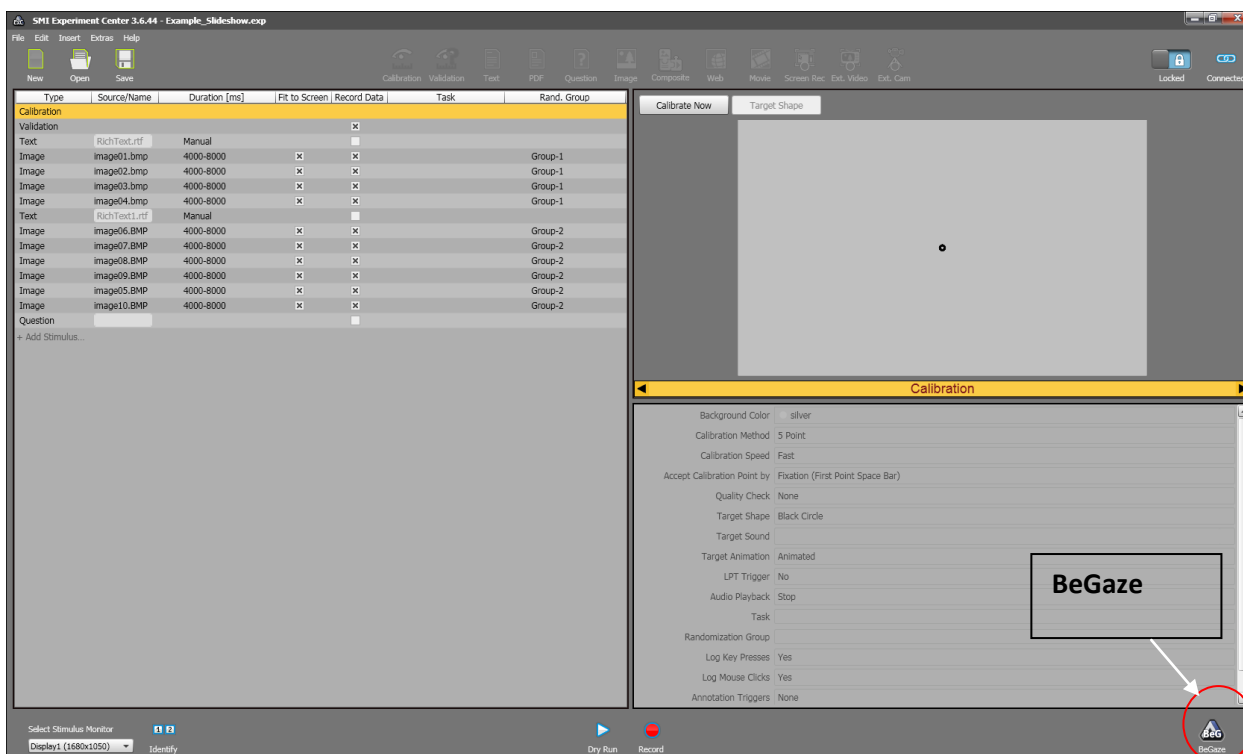 SMI Experiment Center 3.6.44 - Example_Slideshow.exp
File Edit Insert Extras Help
New Open Save Calibration Validation Text PDF Question Image Composite Web Movie Screen Rec Ext. Video Ext. Cam Locked Connected
Type Source/Name Duration [ms] Fit to Screen Record Data Task Rand. Group
Calibration
Validation
Text RichText.rtf Manual
Image image01.bmp 4000-8000 Group-1
Image image02.bmp 4000-8000 Group-1
Image image03.bmp 4000-8000 Group-1
Image image04.bmp 4000-8000 Group-1
Text RichText1.rtf Manual
Image image06.BMP 4000-8000 Group-2
Image image07.BMP 4000-8000 Group-2
Image image08.BMP 4000-8000 Group-2
Image image09.BMP 4000-8000 Group-2
Image image05.BMP 4000-8000 Group-2
Image image10.BMP 4000-8000 Group-2
Question
+ Add Stimulus...
Calibrate Now Target Shape
Calibration
Background Color silver
Calibration Method 5 Point
Calibration Speed Fast
Accept Calibration Point by Fixation (First Point Space Bar)
Quality Check None
Target Shape Black Circle
Target Sound
Target Animation Animated
LPT Trigger No
Audio Playback Stop
Task
Randomization Group
Log Key Presses Yes
Log Mouse Clicks Yes
Annotation Triggers None
BeGaze
Select Stimulus Monitor 1 2
Display1 (1680x1050) Identify
Dry Run Record
BeG
BeGaze